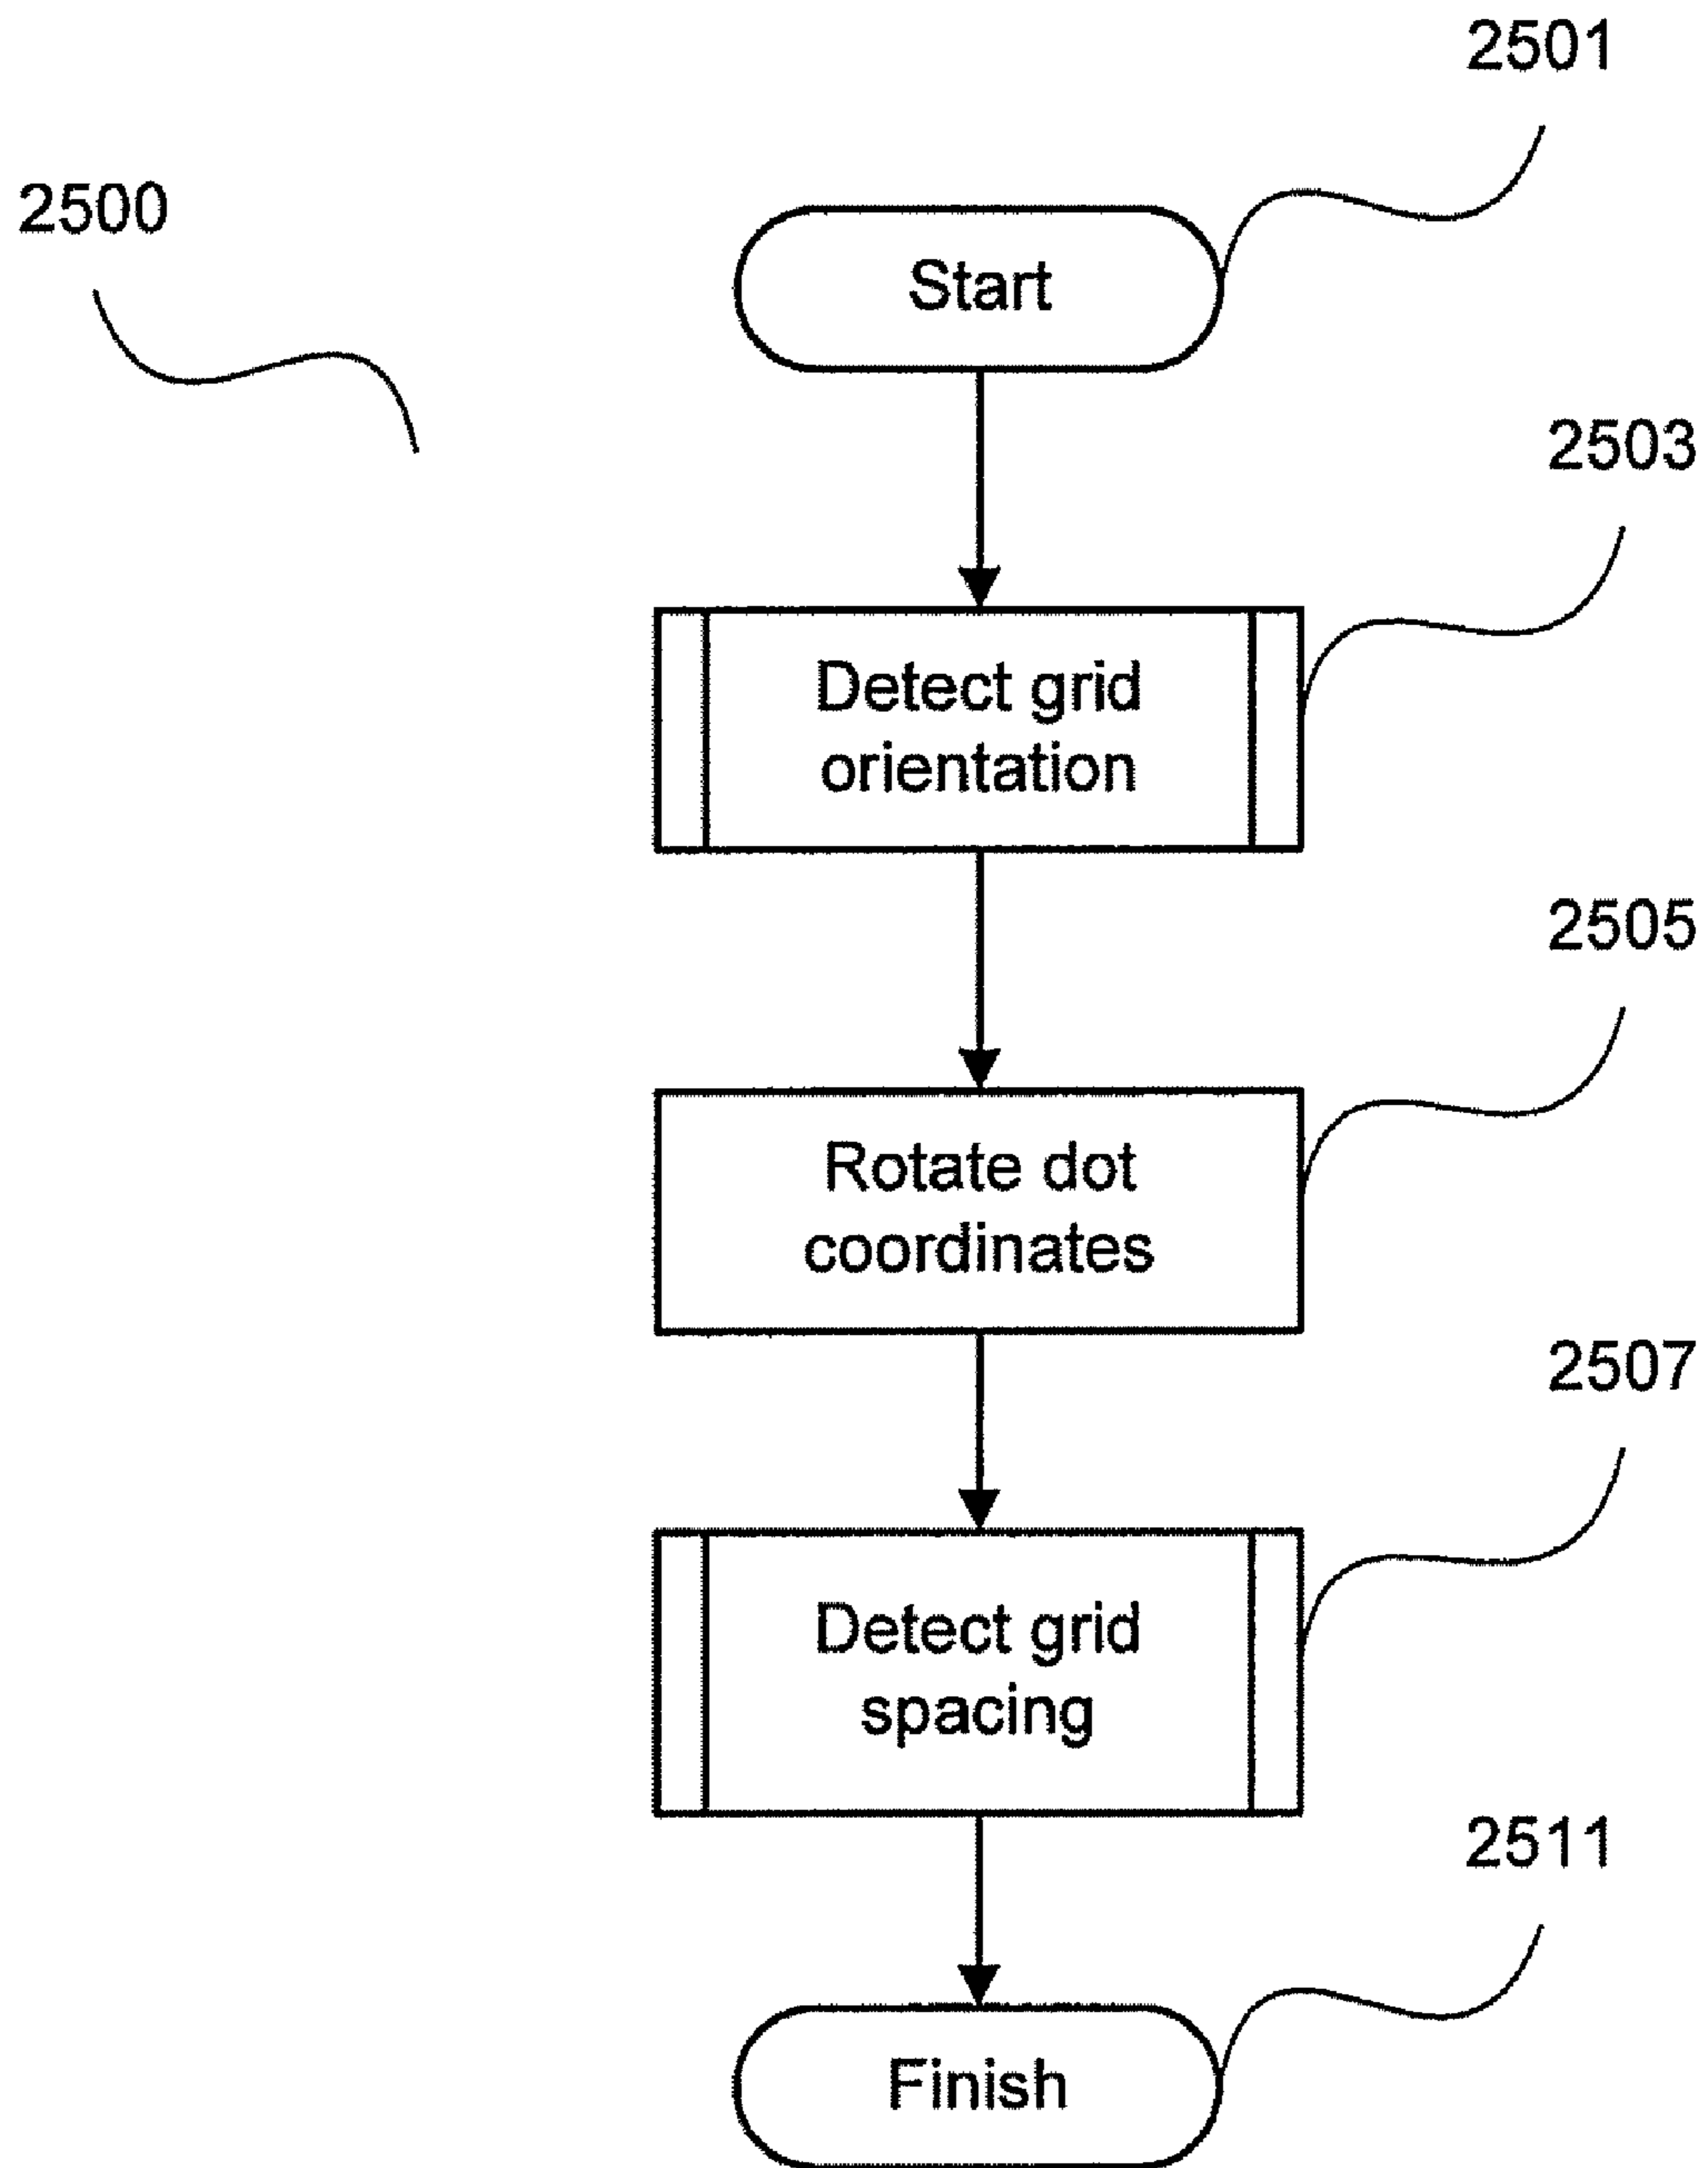 2501
2500
Start
2503
Detect grid
orientation
2505
Rotate dot
coordinates
2507
Detect grid
spacing
2511
Finish